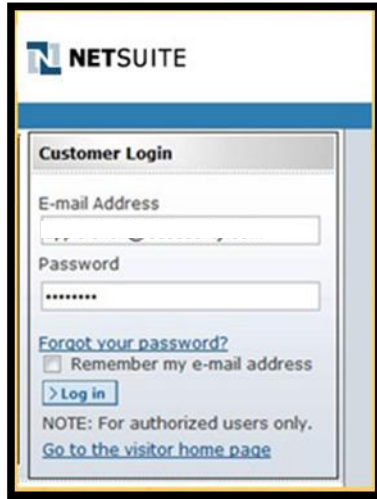 NETSUITE
Customer Login
E-mail Address
Password
••••••••
Forgot your password?
Remember my e-mail address
>Log in
NOTE: For authorized users only.
Go to the visitor home page